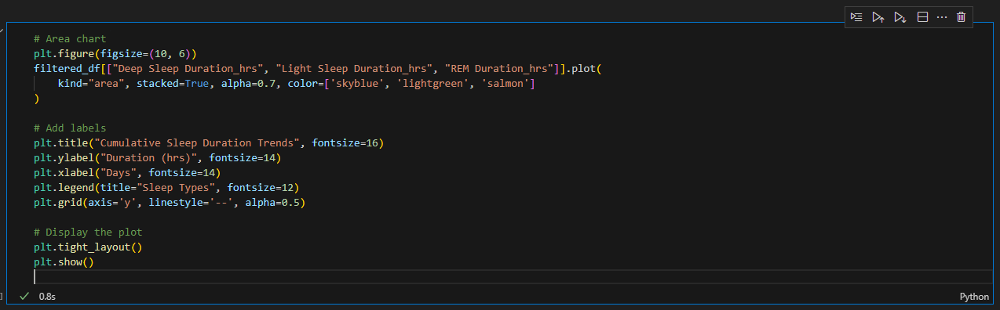 # Area chart
plt.figure(figsize=(10, 6))
filtered_df[["Deep Sleep Duration_hrs", "Light Sleep Duration_hrs", "REM Duration_hrs"]].plot(
    kind="area", stacked=True, alpha=0.7, color=['skyblue', 'lightgreen', 'salmon']
)

# Add labels
plt.title("Cumulative Sleep Duration Trends", fontsize=16)
plt.ylabel("Duration (hrs)", fontsize=14)
plt.xlabel("Days", fontsize=14)
plt.legend(title="Sleep Types", fontsize=12)
plt.grid(axis='y', linestyle='--', alpha=0.5)

# Display the plot
plt.tight_layout()
plt.show()
] ✓ 0.8s Python